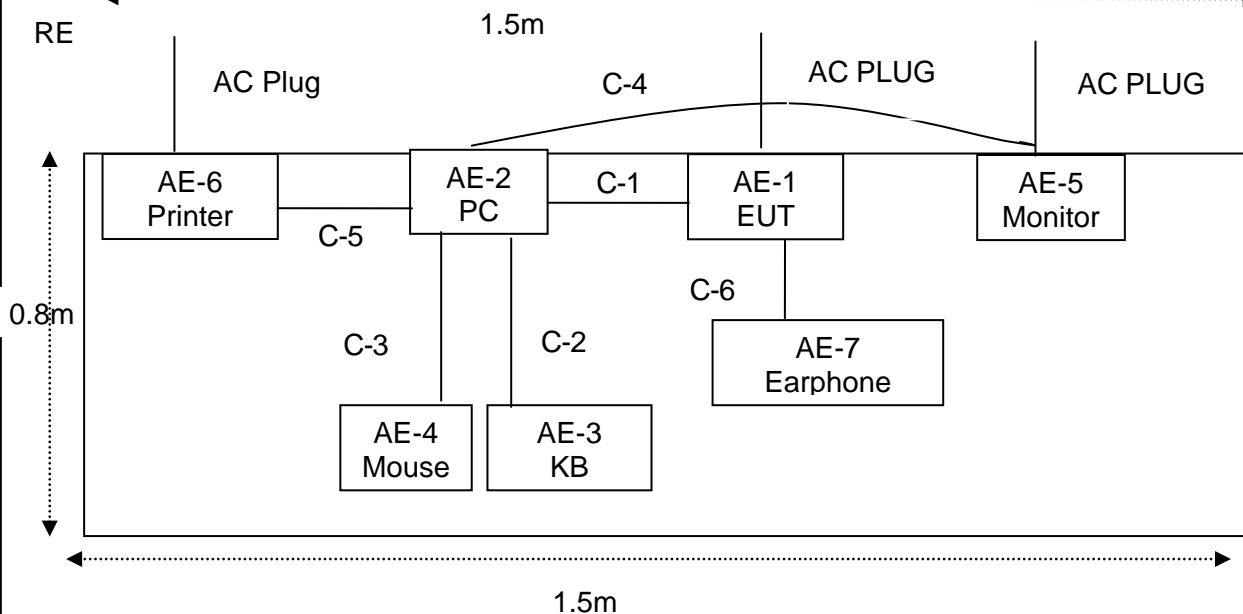 1.5m
RE
AC Plug
C-4
AC PLUG
AC PLUG
AE-6
Printer
AE-2
PC
C-1
AE-1
EUT
AE-5
Monitor
C-5
C-6
0.8m
C-3
C-2
AE-7
Earphone
AE-4
Mouse
AE-3
KB
1.5m